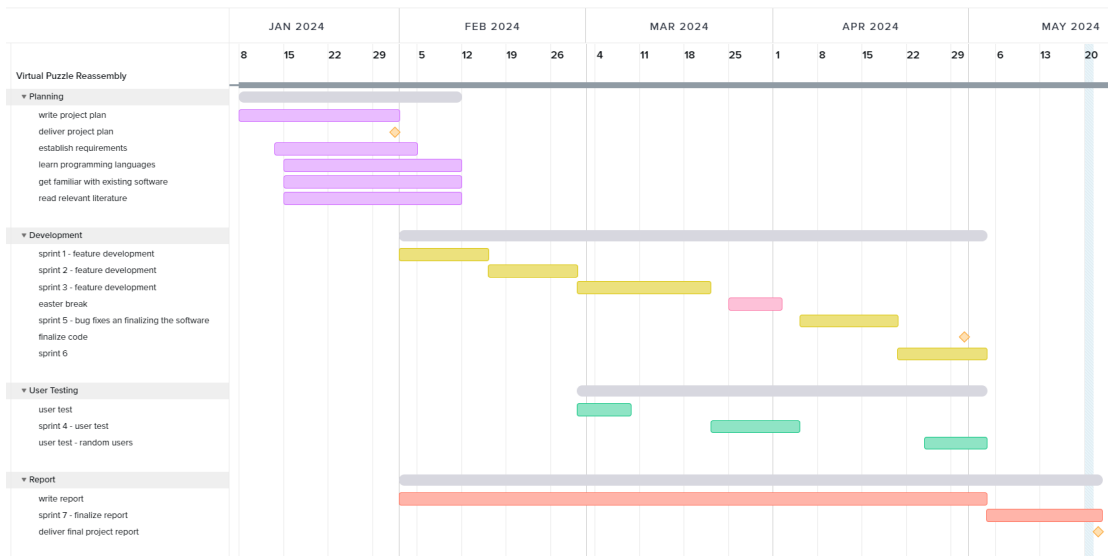 JAN 2024 FEB 2024 MAR 2024 APR 2024 MAY 2024
8 15 22 29 5 12 19 26 4 11 18 25 1 8 15 22 29 6 13 20
Virtual Puzzle Reassembly
Planning
write project plan
deliver project plan
establish requirements
learn programming languages
get familiar with existing software
read relevant literature
Development
sprint 1 - feature development
sprint 2 - feature development
sprint 3 - feature development
easter break
sprint 5 - bug fixes an finalizing the software
finalize code
sprint 6
User Testing
user test
sprint 4 - user test
user test - random users
Report
write report
sprint 7 - finalize report
deliver final project report